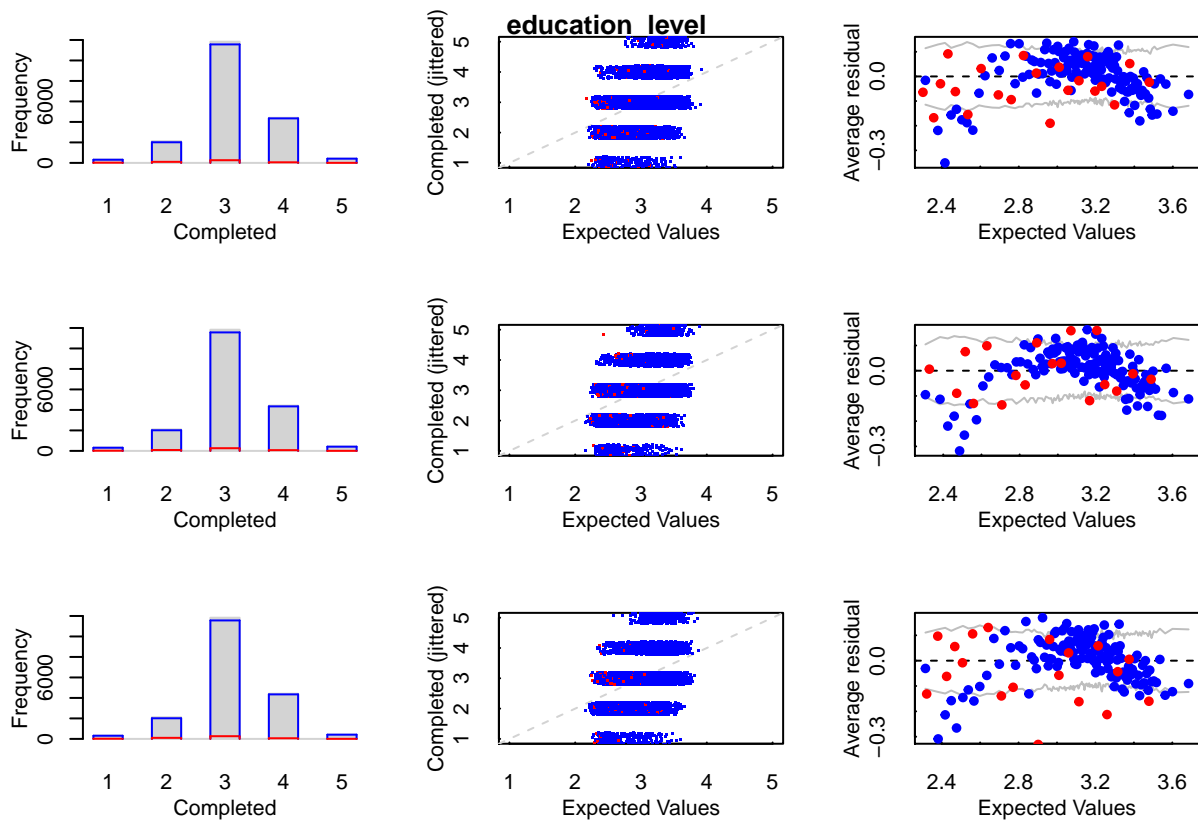 education_level
Frequency
6000
0
1 2 3 4 5
Completed
Completed (jittered)
5
4
3
2
1
1 2 3 4 5
Expected Values
Average residual
0.0
−0.3
2.4 2.8 3.2 3.6
Expected Values
Frequency
6000
0
1 2 3 4 5
Completed
Completed (jittered)
5
4
3
2
1
1 2 3 4 5
Expected Values
Average residual
0.0
−0.3
2.4 2.8 3.2 3.6
Expected Values
Frequency
6000
0
1 2 3 4 5
Completed
Completed (jittered)
5
4
3
2
1
1 2 3 4 5
Expected Values
Average residual
0.0
−0.3
2.4 2.8 3.2 3.6
Expected Values